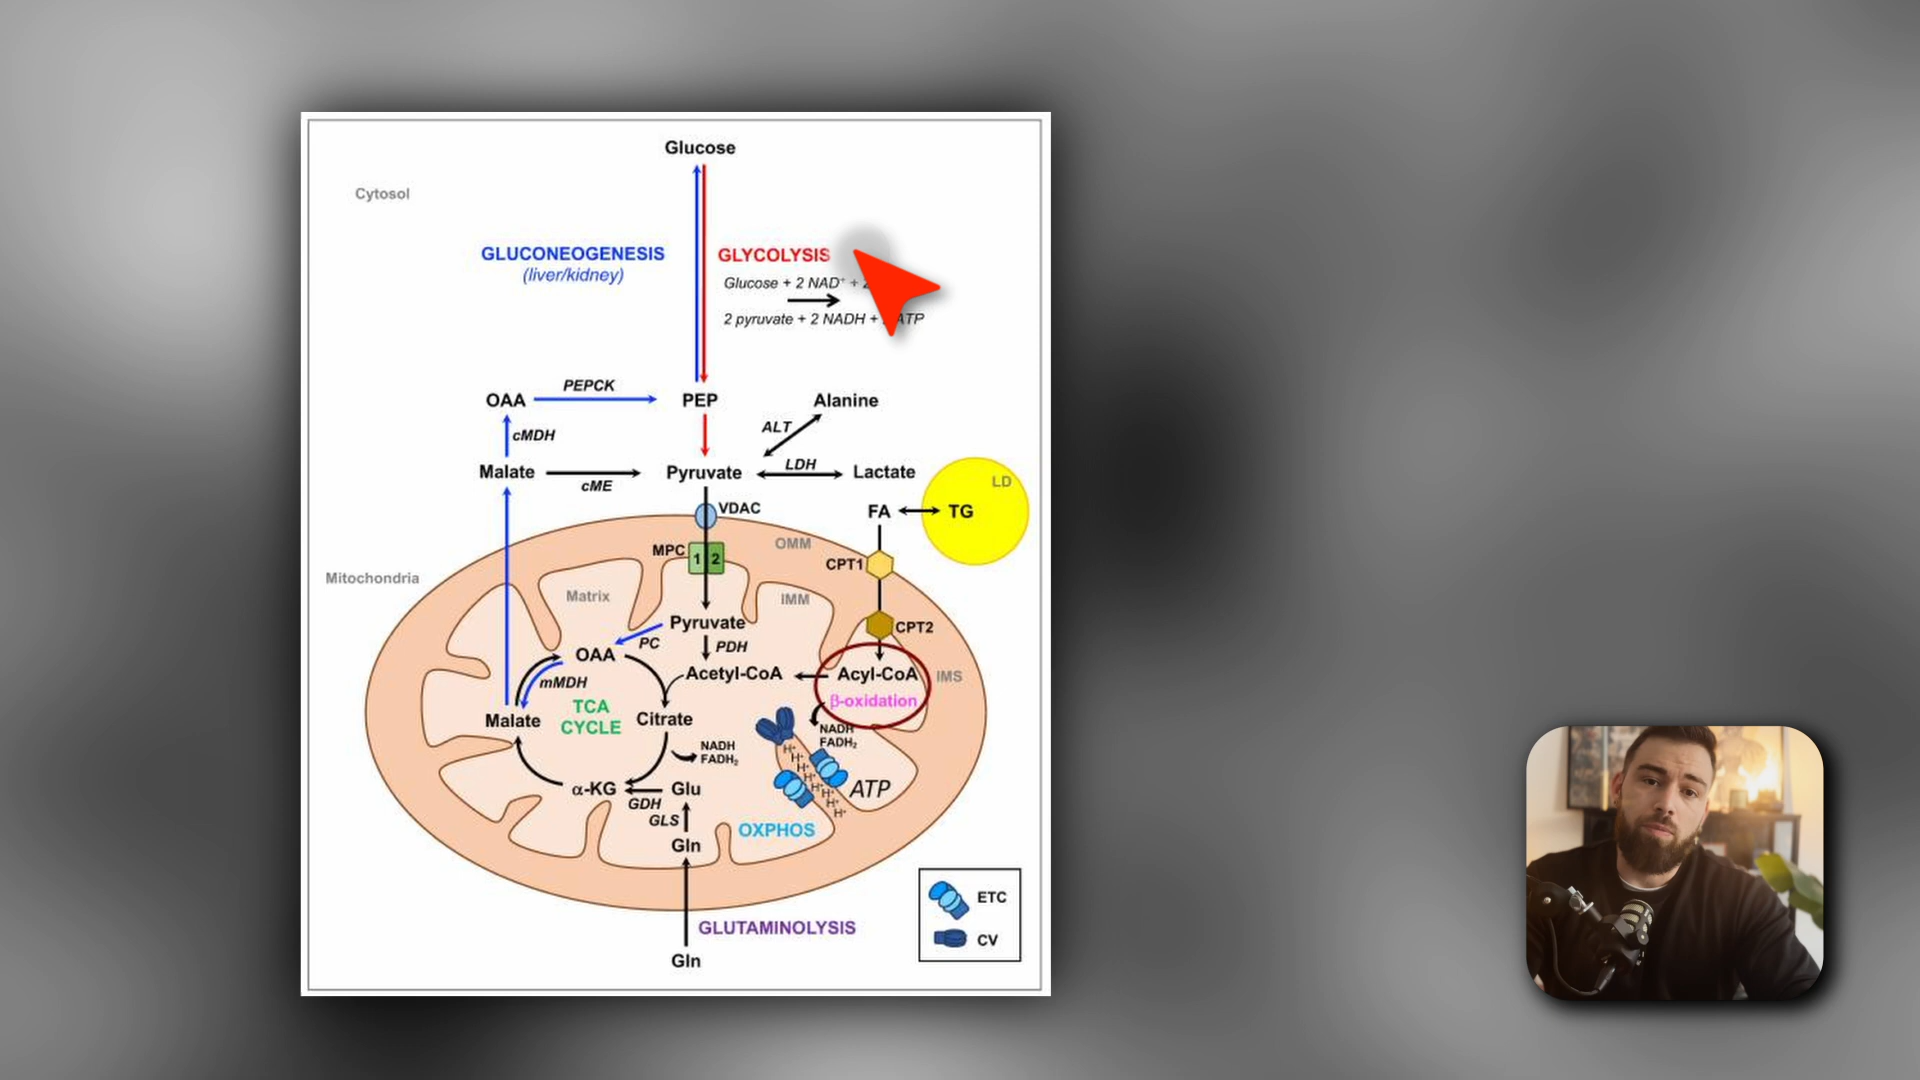 Glucose
Cytosol
GLUCONEOGENESIS
(liver/kidney)
GLYCOLYSIS
Glucose + 2 NAD⁺ +
2 pyruvate + 2 NADH + ATP
OAA
PEPCK
PEP
Alanine
cMDH
ALT
Malate
cME
Pyruvate
LDH
Lactate
LD
VDAC
FA
TG
MPC
1 2
OMM
CPT1
Mitochondria
Matrix
IMM
Pyruvate
CPT2
PC
PDH
OAA
Acetyl-CoA
Acyl-CoA
IMS
mMDH
β-oxidation
TCA
CYCLE
Malate
Citrate
NADH
FADH₂
NADH
FADH₂
H⁺
H⁺
H⁺
H⁺
H⁺
H⁺
H⁺
H⁺
ATP
α-KG
GDH
Glu
GLS
OXPHOS
Gln
ETC
CV
GLUTAMINOLYSIS
Gln